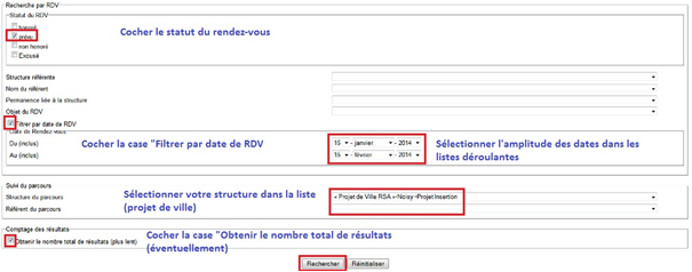 Recherche par RDV
Statut du RDV
honoré
prévu
Cocher le statut du rendez-vous
non honoré
Excusé
Structure référente
Nom du référent
Permanence liée à la structure
Objet du RDV
Filtrer par date de RDV
Date de Rendez-vous
Cocher la case "Filtrer par date de RDV
Du (inclus) 15 - janvier - 2014
Au (inclus) 15 - février - 2014
Sélectionner l'amplitude des dates dans les
listes déroulantes
Suivi du parcours
Sélectionner votre structure dans la liste
(projet de ville)
Structure du parcours « Projet de Ville RSA »-Noisy-Projet Insertion
Référent du parcours
Comptage des résultats
Cocher la case "Obtenir le nombre total de résultats
(éventuellement)
Obtenir le nombre total de résultats (plus lent)
Rechercher Réinitialiser